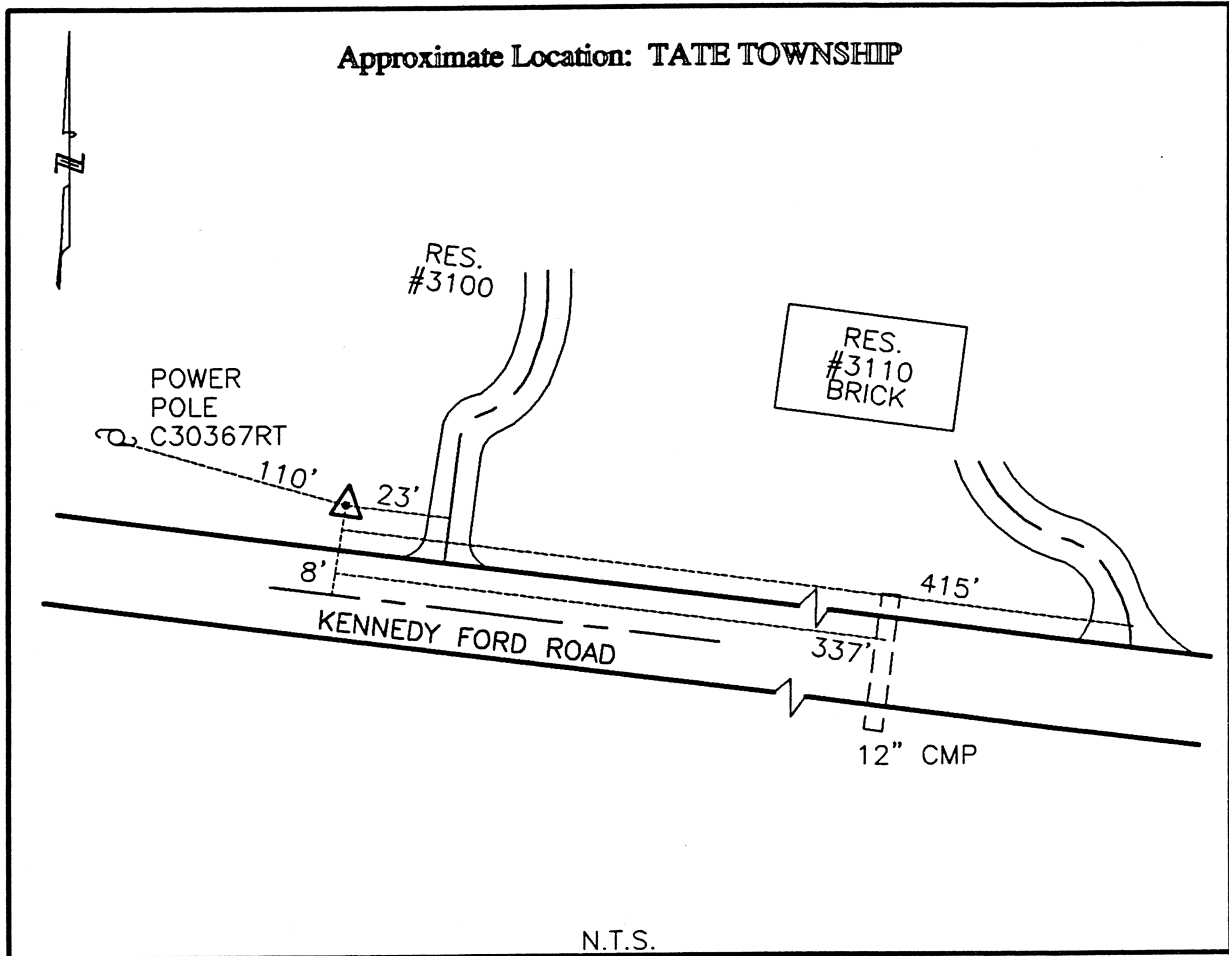 Approximate Location: TATE TOWNSHIP
N
RES.
#3100
RES.
#3110
BRICK
POWER
POLE
C30367RT
110'
23'
8'
415'
KENNEDY FORD ROAD
337'
12" CMP
N.T.S.